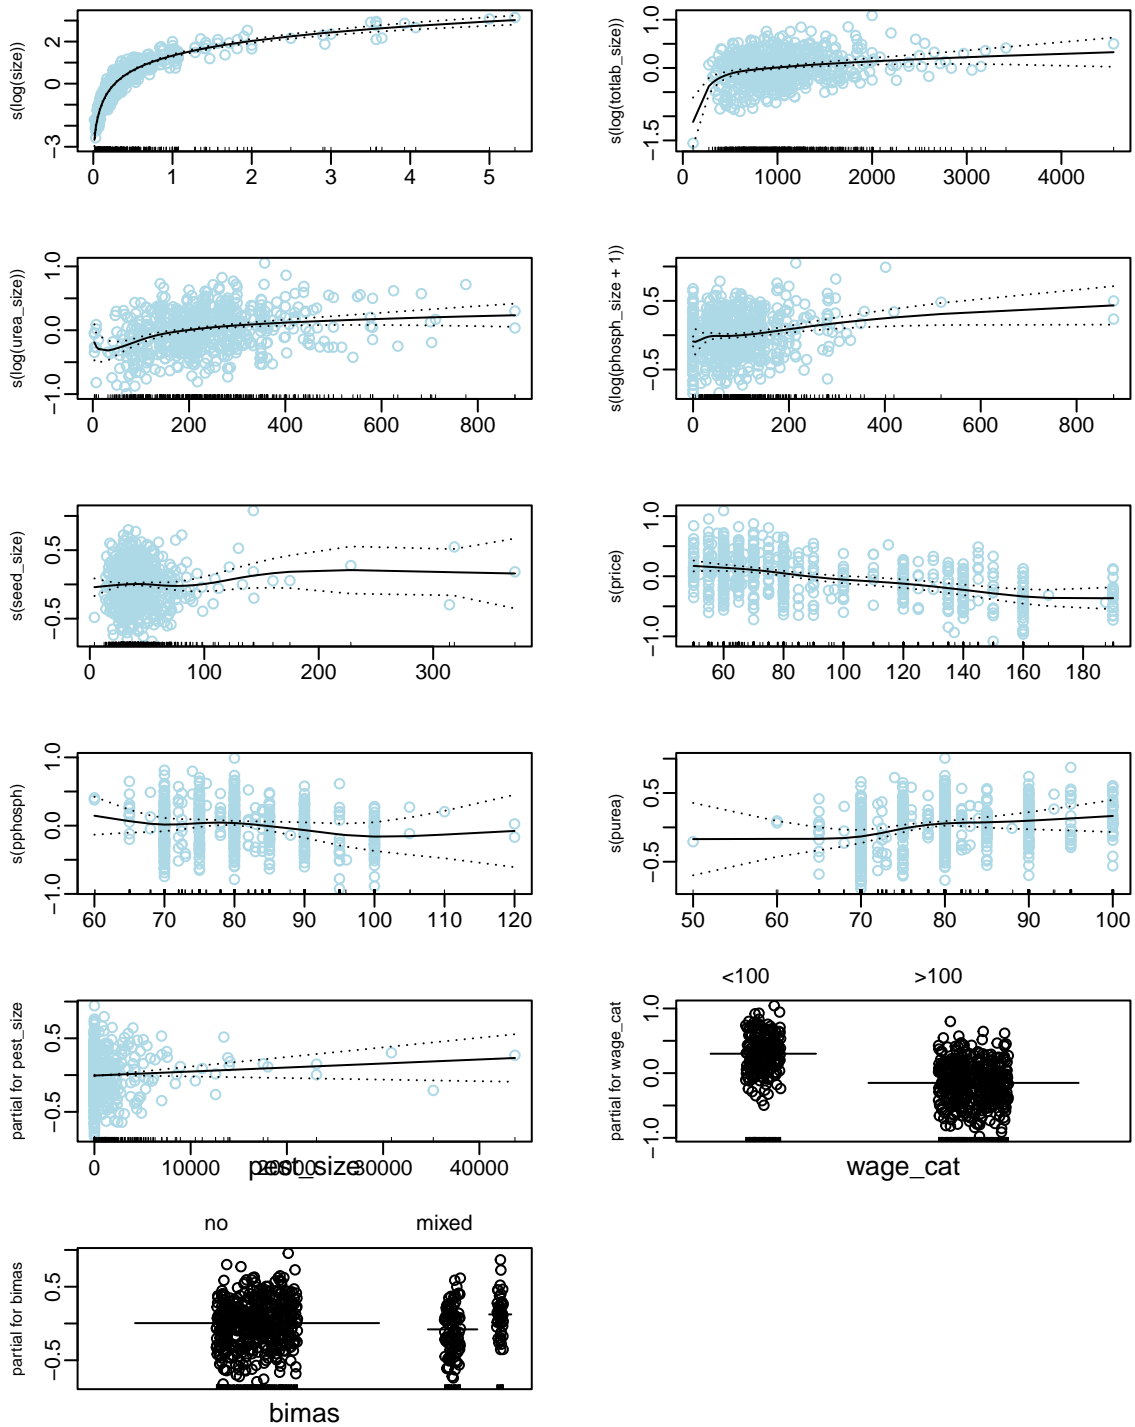 s(log(size))
2
0
−3
0 1 2 3 4 5
s(log(totlab_size))
1.0
0.0
−1.5
0 1000 2000 3000 4000
s(log(urea_size))
1.0
0.0
−1.0
0 200 400 600 800
s(log(phosph_size + 1))
0.5
−0.5
0 200 400 600 800
s(seed_size)
0.5
−0.5
0 100 200 300
s(price)
1.0
0.0
−1.0
60 80 100 120 140 160 180
s(pphosph)
1.0
0.0
−1.0
60 70 80 90 100 110 120
s(purea)
0.5
−0.5
50 60 70 80 90 100
partial for pest_size
0.5
−0.5
0 10000 20000 30000 40000
pest_size
<100 >100
partial for wage_cat
1.0
0.0
−1.0
wage_cat
no mixed
partial for bimas
0.5
−0.5
bimas